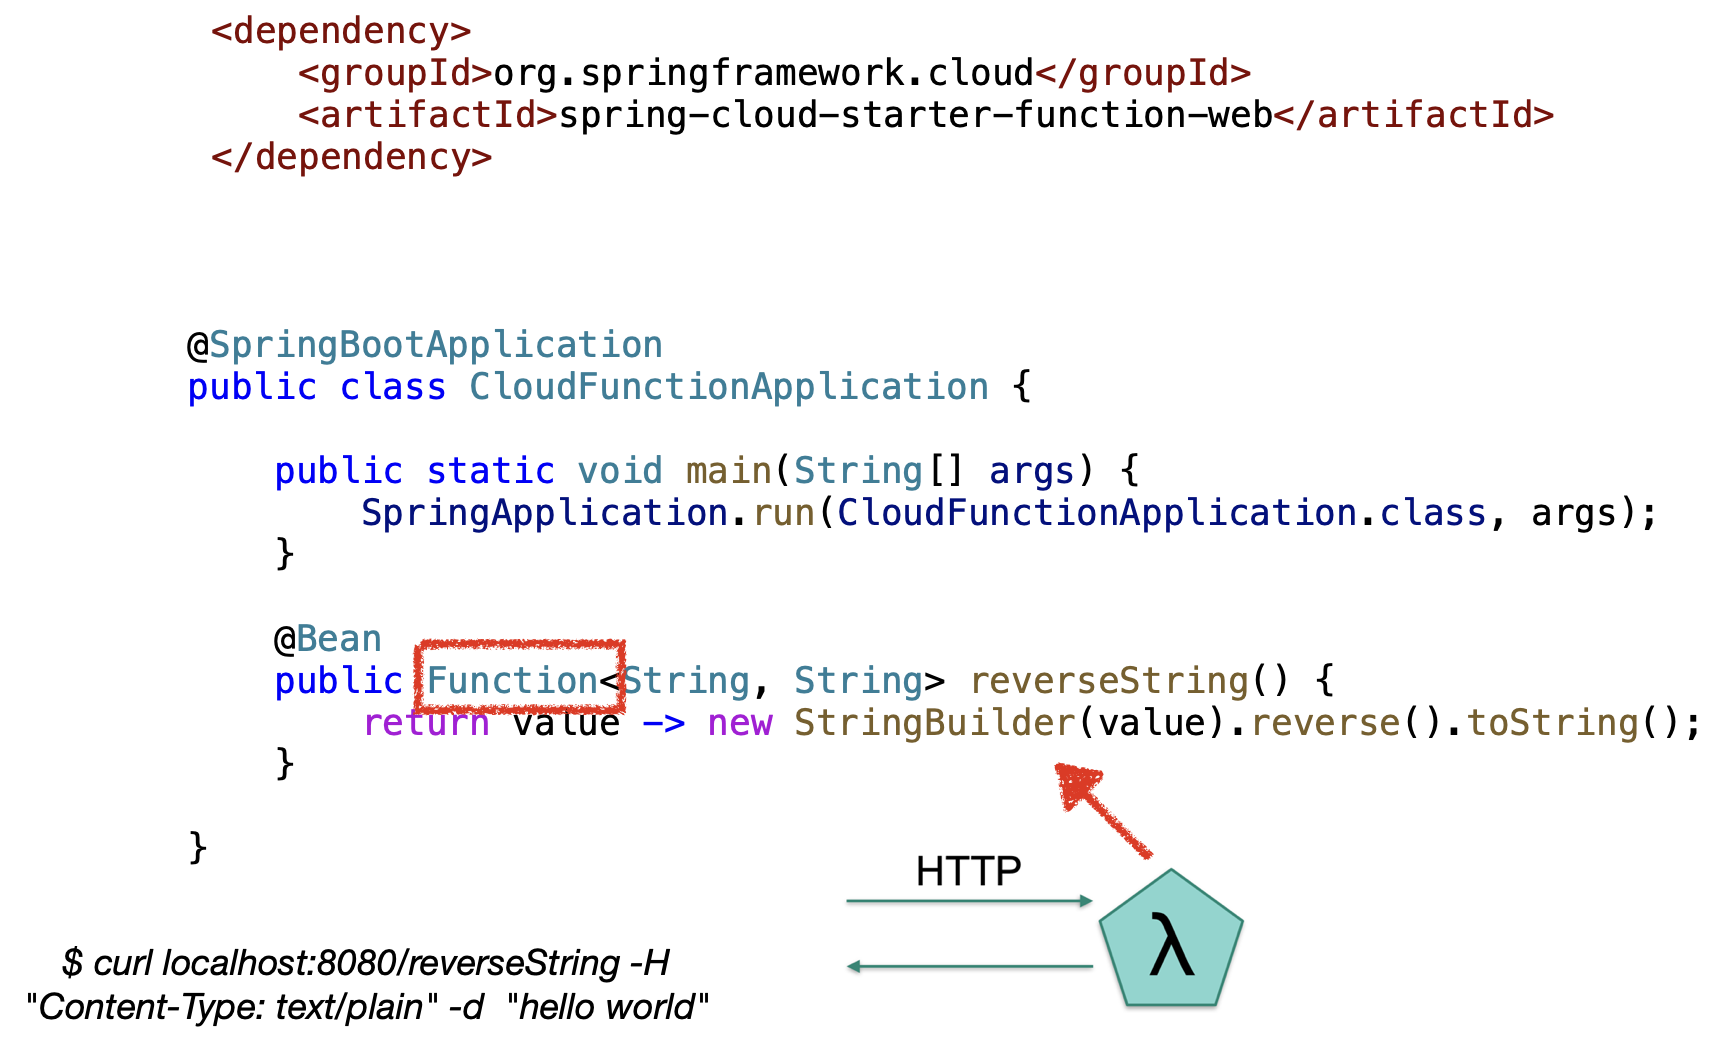 <dependency>
    <groupId>org.springframework.cloud</groupId>
    <artifactId>spring-cloud-starter-function-web</artifactId>
</dependency>
@SpringBootApplication
public class CloudFunctionApplication {
    public static void main(String[] args) {
        SpringApplication.run(CloudFunctionApplication.class, args);
    }
    @Bean
    public Function<String, String> reverseString() {
        return value -> new StringBuilder(value).reverse().toString();
    }
}
HTTP
λ
$ curl localhost:8080/reverseString -H
"Content-Type: text/plain" -d  "hello world"